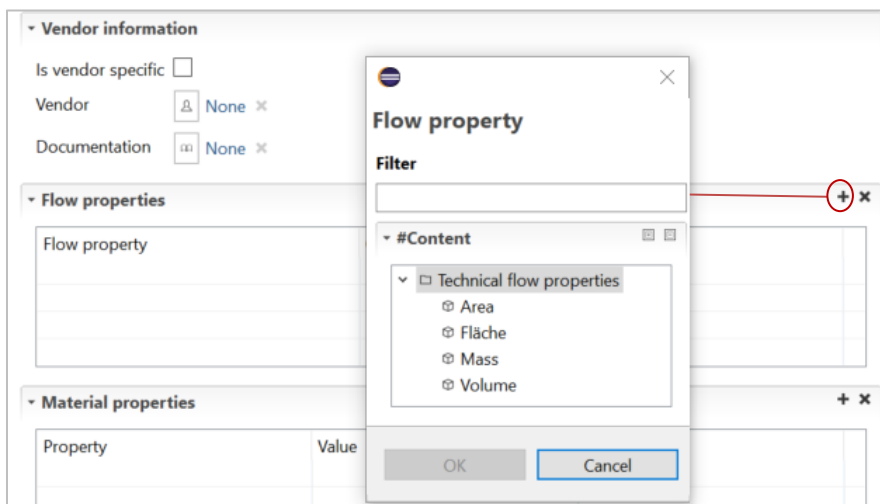 Vendor information
Is vendor specific
Vendor None
Documentation None
Flow property
Filter
Flow properties
Flow property
#Content
Technical flow properties
Area
Fläche
Mass
Volume
Material properties
Property Value
OK Cancel